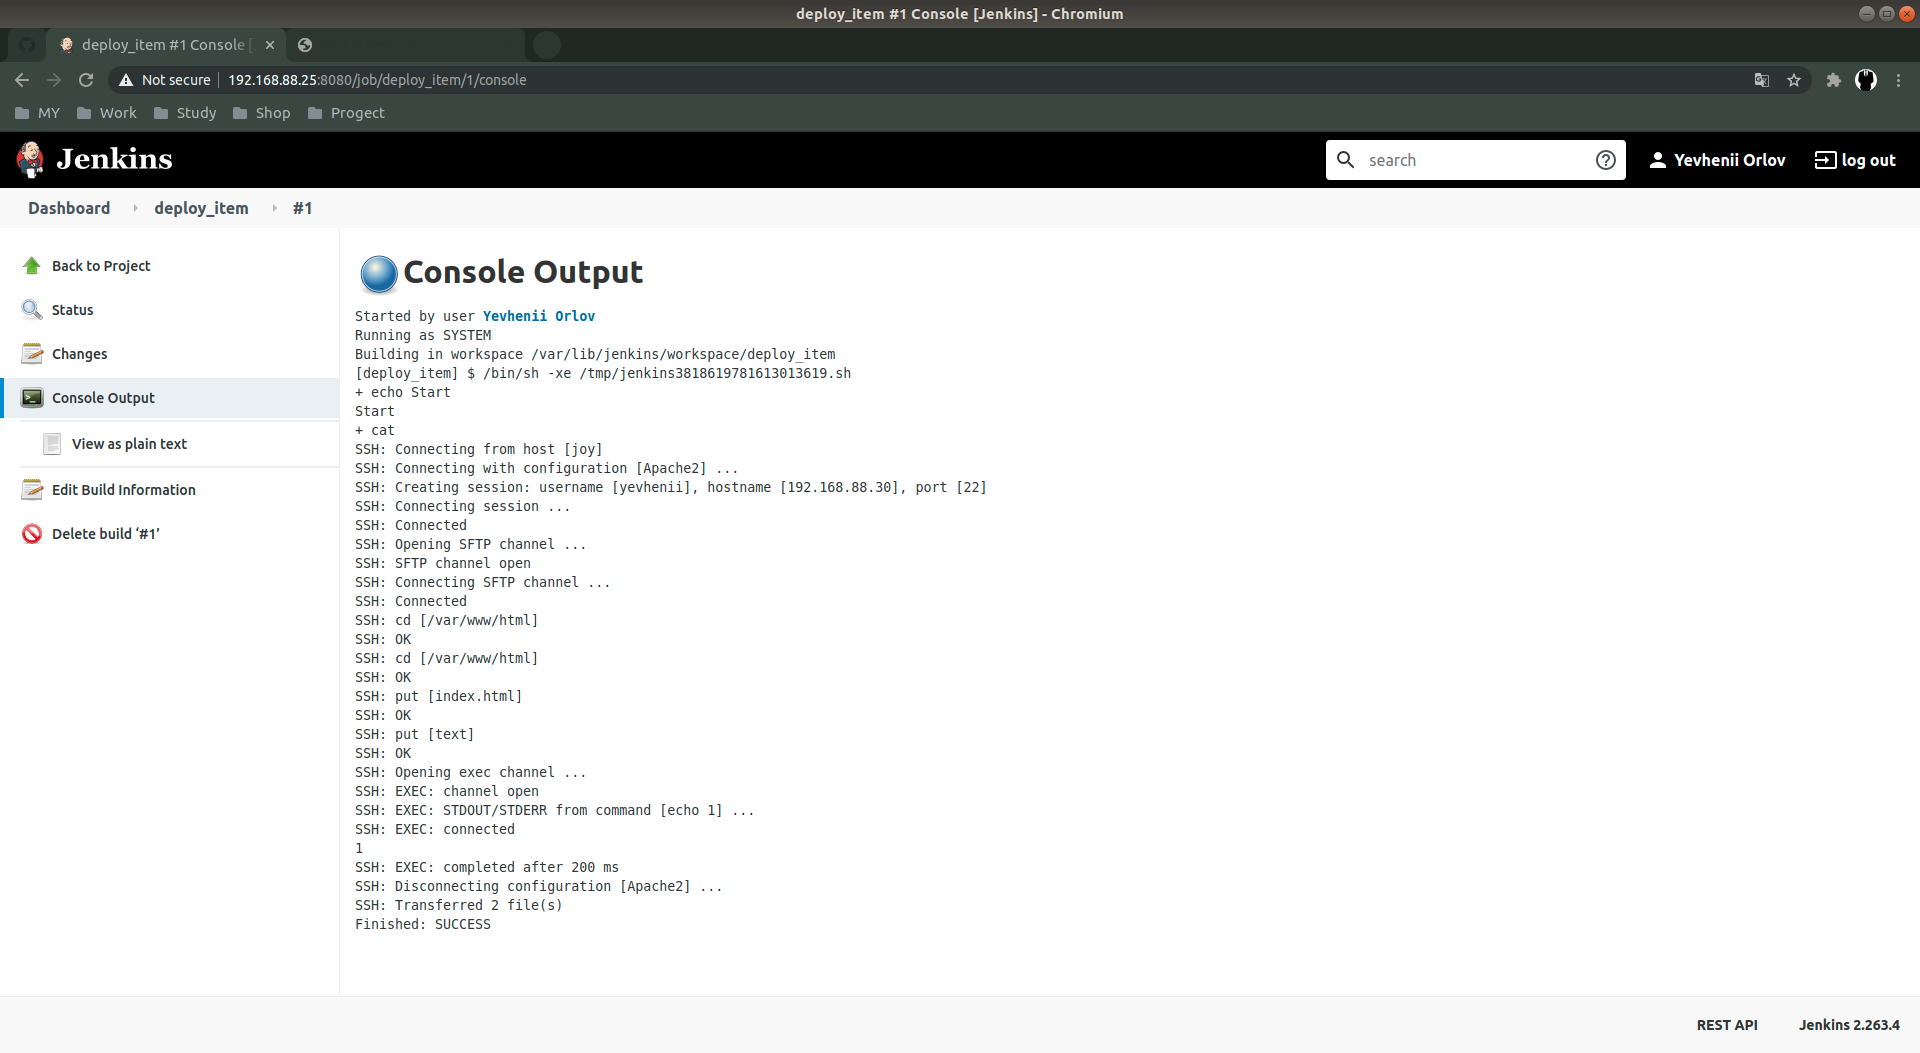 deploy_item #1 Console [Jenkins] - Chromium
deploy_item #1 Console [
Not secure 192.168.88.25:8080/job/deploy_item/1/console
MY Work Study Shop Progect
Jenkins search Yevhenii Orlov log out
Dashboard deploy_item #1
Back to Project
Status
Changes
Console Output
View as plain text
Edit Build Information
Delete build ‘#1’
Console Output
Started by user Yevhenii Orlov
Running as SYSTEM
Building in workspace /var/lib/jenkins/workspace/deploy_item
[deploy_item] $ /bin/sh -xe /tmp/jenkins3818619781613013619.sh
+ echo Start
Start
+ cat
SSH: Connecting from host [joy]
SSH: Connecting with configuration [Apache2] ...
SSH: Creating session: username [yevhenii], hostname [192.168.88.30], port [22]
SSH: Connecting session ...
SSH: Connected
SSH: Opening SFTP channel ...
SSH: SFTP channel open
SSH: Connecting SFTP channel ...
SSH: Connected
SSH: cd [/var/www/html]
SSH: OK
SSH: cd [/var/www/html]
SSH: OK
SSH: put [index.html]
SSH: OK
SSH: put [text]
SSH: OK
SSH: Opening exec channel ...
SSH: EXEC: channel open
SSH: EXEC: STDOUT/STDERR from command [echo 1] ...
SSH: EXEC: connected
1
SSH: EXEC: completed after 200 ms
SSH: Disconnecting configuration [Apache2] ...
SSH: Transferred 2 file(s)
Finished: SUCCESS
REST API Jenkins 2.263.4